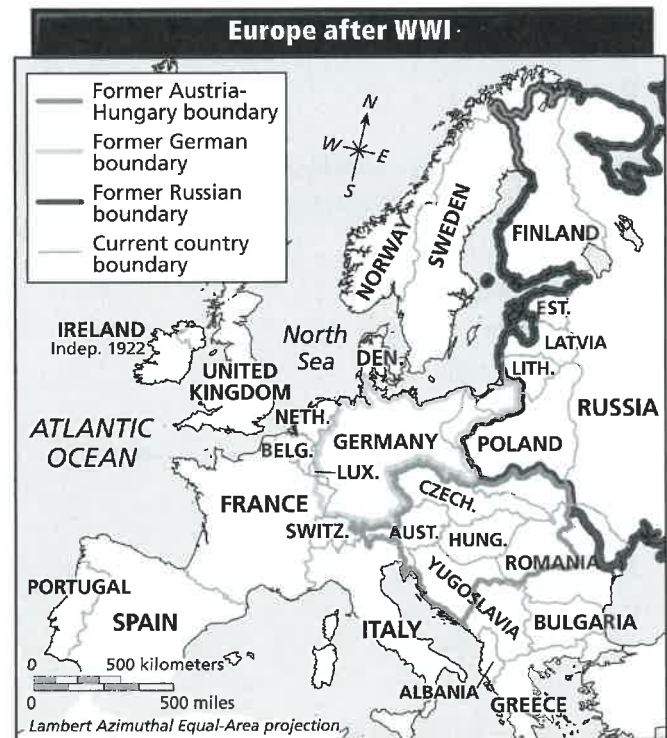 Europe after WWI
Former Austria-
Hungary boundary
Former German
boundary
Former Russian
boundary
Current country
boundary
N
W
E
S
NORWAY
SWEDEN
FINLAND
EST.
LATVIA
LITH.
RUSSIA
IRELAND
Indep. 1922
UNITED
KINGDOM
North
Sea
DEN.
ATLANTIC
OCEAN
NETH.
BELG.
GERMANY
POLAND
LUX.
CZECH.
FRANCE
SWITZ.
AUST.
HUNG.
ROMANIA
YUGOSLAVIA
PORTUGAL
SPAIN
ITALY
BULGARIA
ALBANIA
GREECE
0 500 kilometers
0 500 miles
Lambert Azimuthal Equal-Area projection